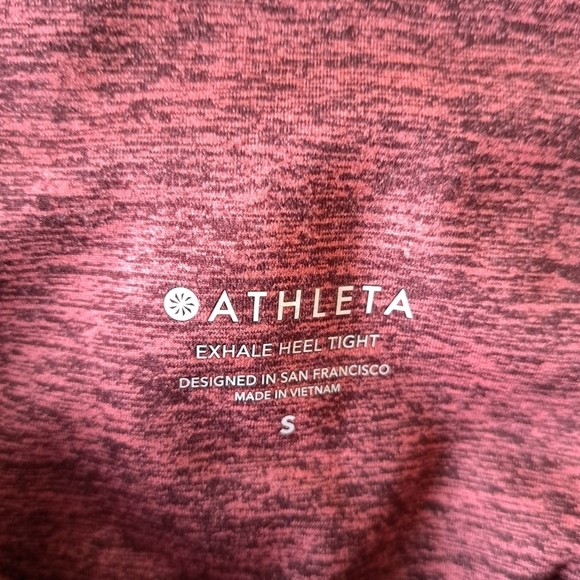 ATHLETA
EXHALE HEEL TIGHT
DESIGNED IN SAN FRANCISCO
MADE IN VIETNAM
S